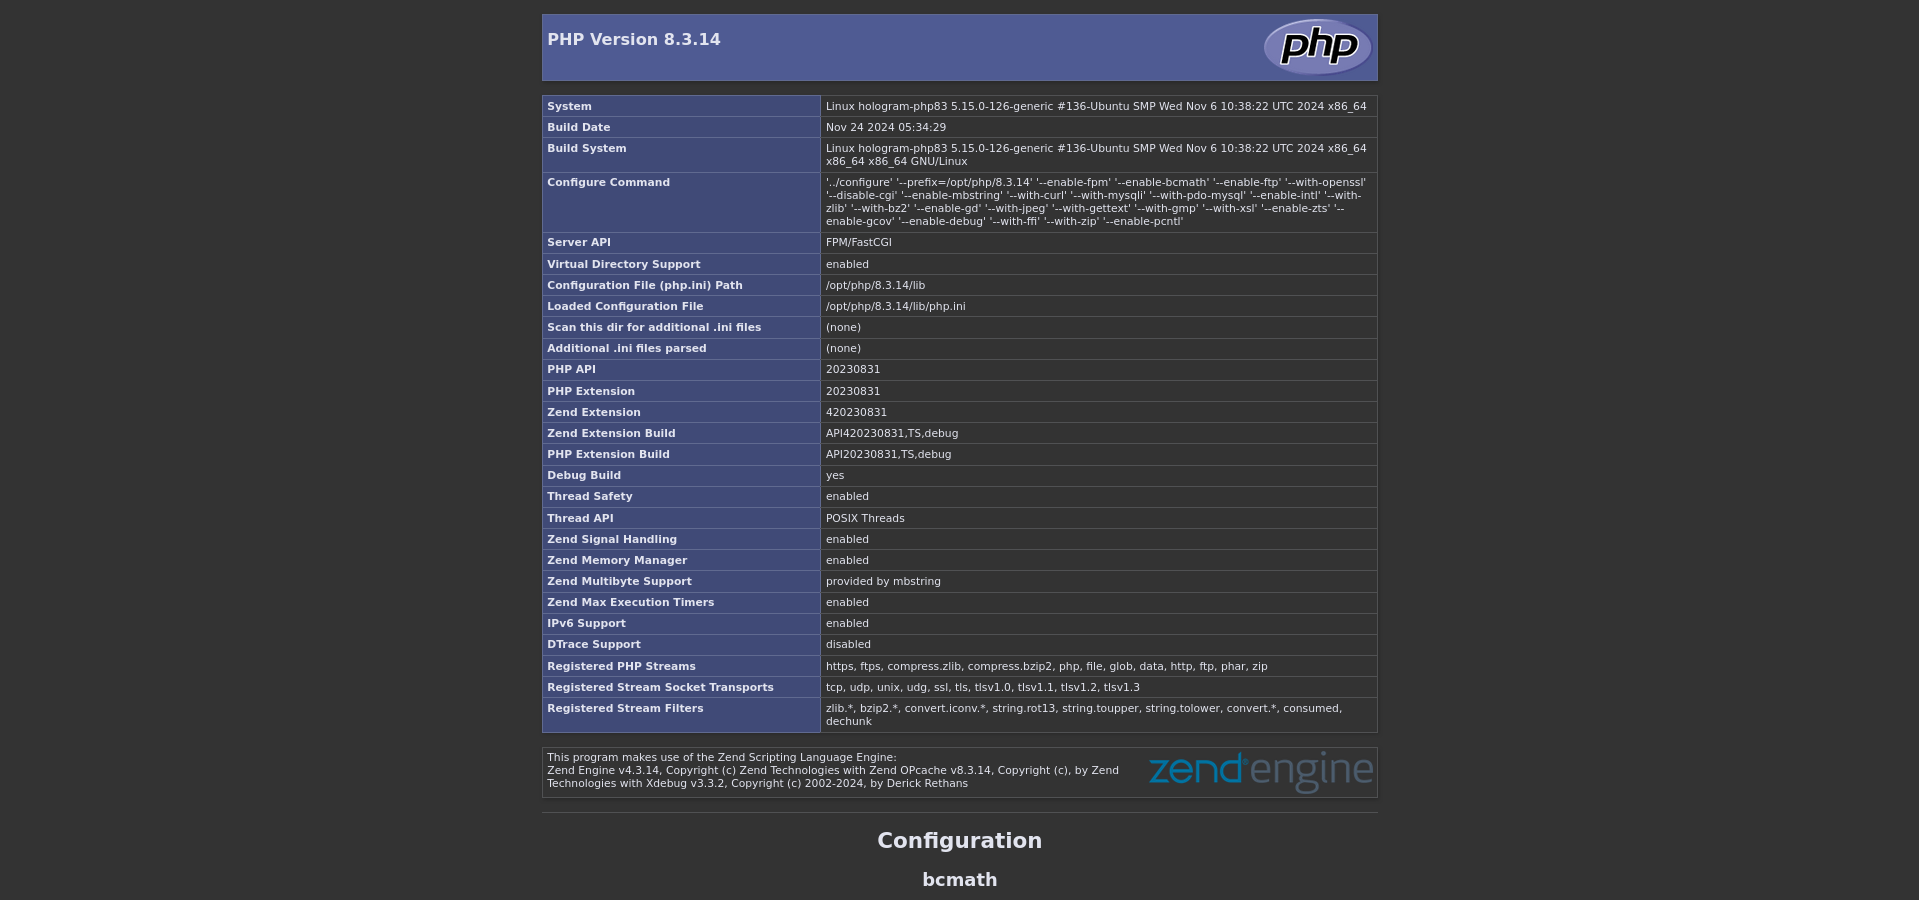 PHP Version 8.3.14
php
System Linux hologram-php83 5.15.0-126-generic #136-Ubuntu SMP Wed Nov 6 10:38:22 UTC 2024 x86_64
Build Date Nov 24 2024 05:34:29
Build System Linux hologram-php83 5.15.0-126-generic #136-Ubuntu SMP Wed Nov 6 10:38:22 UTC 2024 x86_64
x86_64 x86_64 GNU/Linux
Configure Command '../configure' '--prefix=/opt/php/8.3.14' '--enable-fpm' '--enable-bcmath' '--enable-ftp' '--with-openssl'
'--disable-cgi' '--enable-mbstring' '--with-curl' '--with-mysqli' '--with-pdo-mysql' '--enable-intl' '--with-
zlib' '--with-bz2' '--enable-gd' '--with-jpeg' '--with-gettext' '--with-gmp' '--with-xsl' '--enable-zts' '--
enable-gcov' '--enable-debug' '--with-ffi' '--with-zip' '--enable-pcntl'
Server API FPM/FastCGI
Virtual Directory Support enabled
Configuration File (php.ini) Path /opt/php/8.3.14/lib
Loaded Configuration File /opt/php/8.3.14/lib/php.ini
Scan this dir for additional .ini files (none)
Additional .ini files parsed (none)
PHP API 20230831
PHP Extension 20230831
Zend Extension 420230831
Zend Extension Build API420230831,TS,debug
PHP Extension Build API20230831,TS,debug
Debug Build yes
Thread Safety enabled
Thread API POSIX Threads
Zend Signal Handling enabled
Zend Memory Manager enabled
Zend Multibyte Support provided by mbstring
Zend Max Execution Timers enabled
IPv6 Support enabled
DTrace Support disabled
Registered PHP Streams https, ftps, compress.zlib, compress.bzip2, php, file, glob, data, http, ftp, phar, zip
Registered Stream Socket Transports tcp, udp, unix, udg, ssl, tls, tlsv1.0, tlsv1.1, tlsv1.2, tlsv1.3
Registered Stream Filters zlib.*, bzip2.*, convert.iconv.*, string.rot13, string.toupper, string.tolower, convert.*, consumed,
dechunk
This program makes use of the Zend Scripting Language Engine:
Zend Engine v4.3.14, Copyright (c) Zend Technologies with Zend OPcache v8.3.14, Copyright (c), by Zend
Technologies with Xdebug v3.3.2, Copyright (c) 2002-2024, by Derick Rethans
zend®engine
Configuration
bcmath